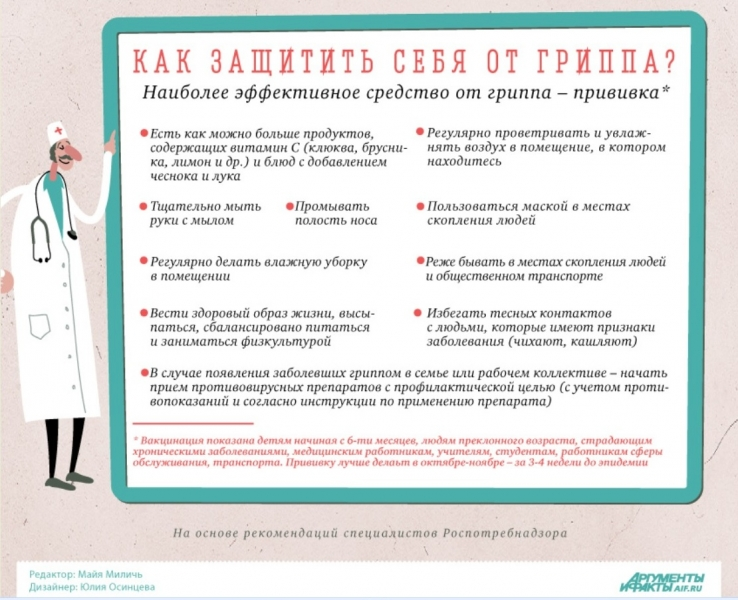 КАК ЗАЩИТИТЬ СЕБЯ ОТ ГРИППА?
Наиболее эффективное средство от гриппа – прививка*
Есть как можно больше продуктов,
содержащих витамин С (клюква, брусни-
ка, лимон и др.) и блюд с добавлением
чеснока и лука
Регулярно проветривать и увлаж-
нять воздух в помещение, в котором
находитесь
Тщательно мыть
руки с мылом
Промывать
полость носа
Пользоваться маской в местах
скопления людей
Регулярно делать влажную уборку
в помещении
Реже бывать в местах скопления людей
и общественном транспорте
Вести здоровый образ жизни, высы-
паться, сбалансировано питаться
и заниматься физкультурой
Избегать тесных контактов
с людьми, которые имеют признаки
заболевания (чихают, кашляют)
В случае появления заболевших гриппом в семье или рабочем коллективе – начать
прием противовирусных препаратов с профилактической целью (с учетом проти-
вопоказаний и согласно инструкции по применению препарата)
* Вакцинация показана детям начиная с 6-ти месяцев, людям преклонного возраста, страдающим
хроническими заболеваниями, медицинским работникам, учителям, студентам, работникам сферы
обслуживания, транспорта. Прививку лучше делаьт в октябре-ноябре – за 3-4 недели до эпидемии
На основе рекомендаций специалистов Роспотребнадзора
Редактор: Майя Миличь
Дизайнер: Юлия Осинцева
АРГУМЕНТЫ
И ФАКТЫ AIF.RU